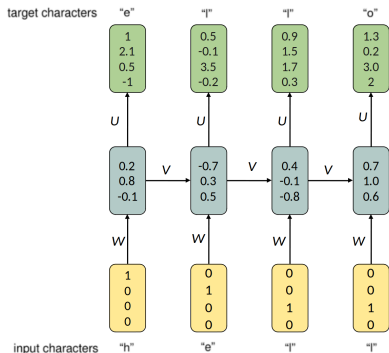 target characters "e" "l" "l" "o"
1 0.5 0.9 1.3
2.1 -0.1 1.5 0.2
0.5 3.5 1.7 3.0
-1 -0.2 0.3 2
U U U U
V V V
0.2 -0.7 0.4 0.7
0.8 0.3 -0.1 1.0
-0.1 0.5 -0.8 0.6
W W W W
1 0 0 0
0 1 0 0
0 0 1 1
0 0 0 0
input characters "h" "e" "l" "l"